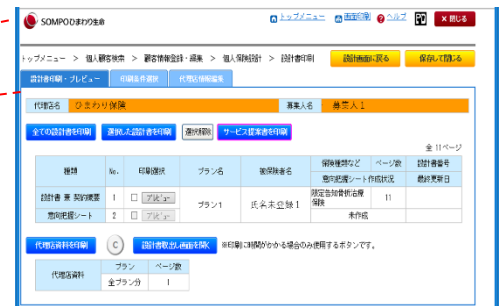 SOMPOひまわり生命
トップメニュー 画面印刷 ヘルプ × 閉じる
トップメニュー > 個人顧客検索 > 顧客情報登録・編集 > 個人保険設計 > 設計書印刷 設計画面に戻る 保存して閉じる
設計書印刷・プレビュー 印刷条件選択 代理店情報編集
代理店名 ひまわり保険 募集人名 募集人1
全ての設計書を印刷 選択した設計書を印刷 選択解除 サービス提案書を印刷
全 11ページ
種類 No. 印刷選択 プラン名 被保険者名 保険種類など ページ数 設計書番号
意向把握シート作成状況 最終更新日
設計書 兼 契約概要 1 プレビュー プラン1 氏名未登録1 限定告知骨折治療保険 11
意向把握シート 2 プレビュー 未作成
代理店資料を印刷 C 設計書取出し画面を開く ※印刷に時間がかかる場合のみ使用するボタンです。
代理店資料 プラン ページ数
全プラン分 1